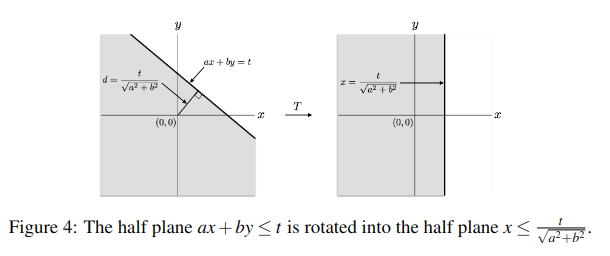 y
ax + by = t
d = t / √a² + b²
(0,0)
x
T
y
x = t / √a² + b²
(0,0)
x
Figure 4: The half plane ax + by ≤ t is rotated into the half plane x ≤ t / √a²+b².